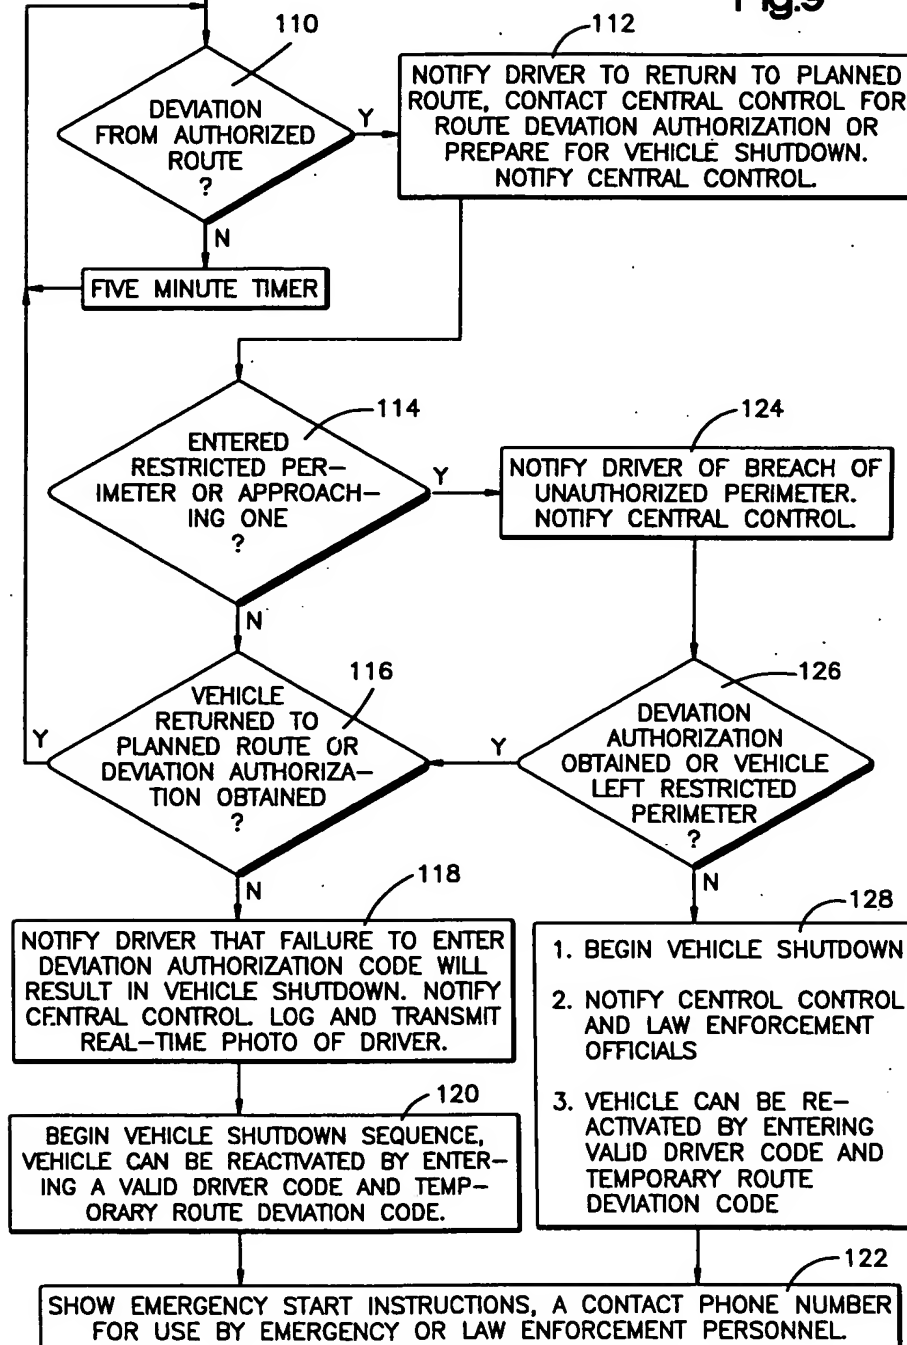 Fig.9
110
112
DEVIATION
FROM AUTHORIZED
ROUTE
?
Y
NOTIFY DRIVER TO RETURN TO PLANNED
ROUTE, CONTACT CENTRAL CONTROL FOR
ROUTE DEVIATION AUTHORIZATION OR
PREPARE FOR VEHICLE SHUTDOWN.
NOTIFY CENTRAL CONTROL.
N
FIVE MINUTE TIMER
114
ENTERED
RESTRICTED PER-
IMETER OR APPROACH-
ING ONE
?
Y
124
NOTIFY DRIVER OF BREACH OF
UNAUTHORIZED PERIMETER.
NOTIFY CENTRAL CONTROL.
N
116
VEHICLE
RETURNED TO
PLANNED ROUTE OR
DEVIATION AUTHORIZA-
TION OBTAINED
?
Y
Y
126
DEVIATION
AUTHORIZATION
OBTAINED OR VEHICLE
LEFT RESTRICTED
PERIMETER
?
N
118
NOTIFY DRIVER THAT FAILURE TO ENTER
DEVIATION AUTHORIZATION CODE WILL
RESULT IN VEHICLE SHUTDOWN. NOTIFY
CENTRAL CONTROL. LOG AND TRANSMIT
REAL-TIME PHOTO OF DRIVER.
N
128
1. BEGIN VEHICLE SHUTDOWN
2. NOTIFY CENTRAL CONTROL
AND LAW ENFORCEMENT
OFFICIALS
3. VEHICLE CAN BE RE-
ACTIVATED BY ENTERING
VALID DRIVER CODE AND
TEMPORARY ROUTE
DEVIATION CODE
120
BEGIN VEHICLE SHUTDOWN SEQUENCE,
VEHICLE CAN BE REACTIVATED BY ENTER-
ING A VALID DRIVER CODE AND TEMP-
ORARY ROUTE DEVIATION CODE.
122
SHOW EMERGENCY START INSTRUCTIONS, A CONTACT PHONE NUMBER
FOR USE BY EMERGENCY OR LAW ENFORCEMENT PERSONNEL.